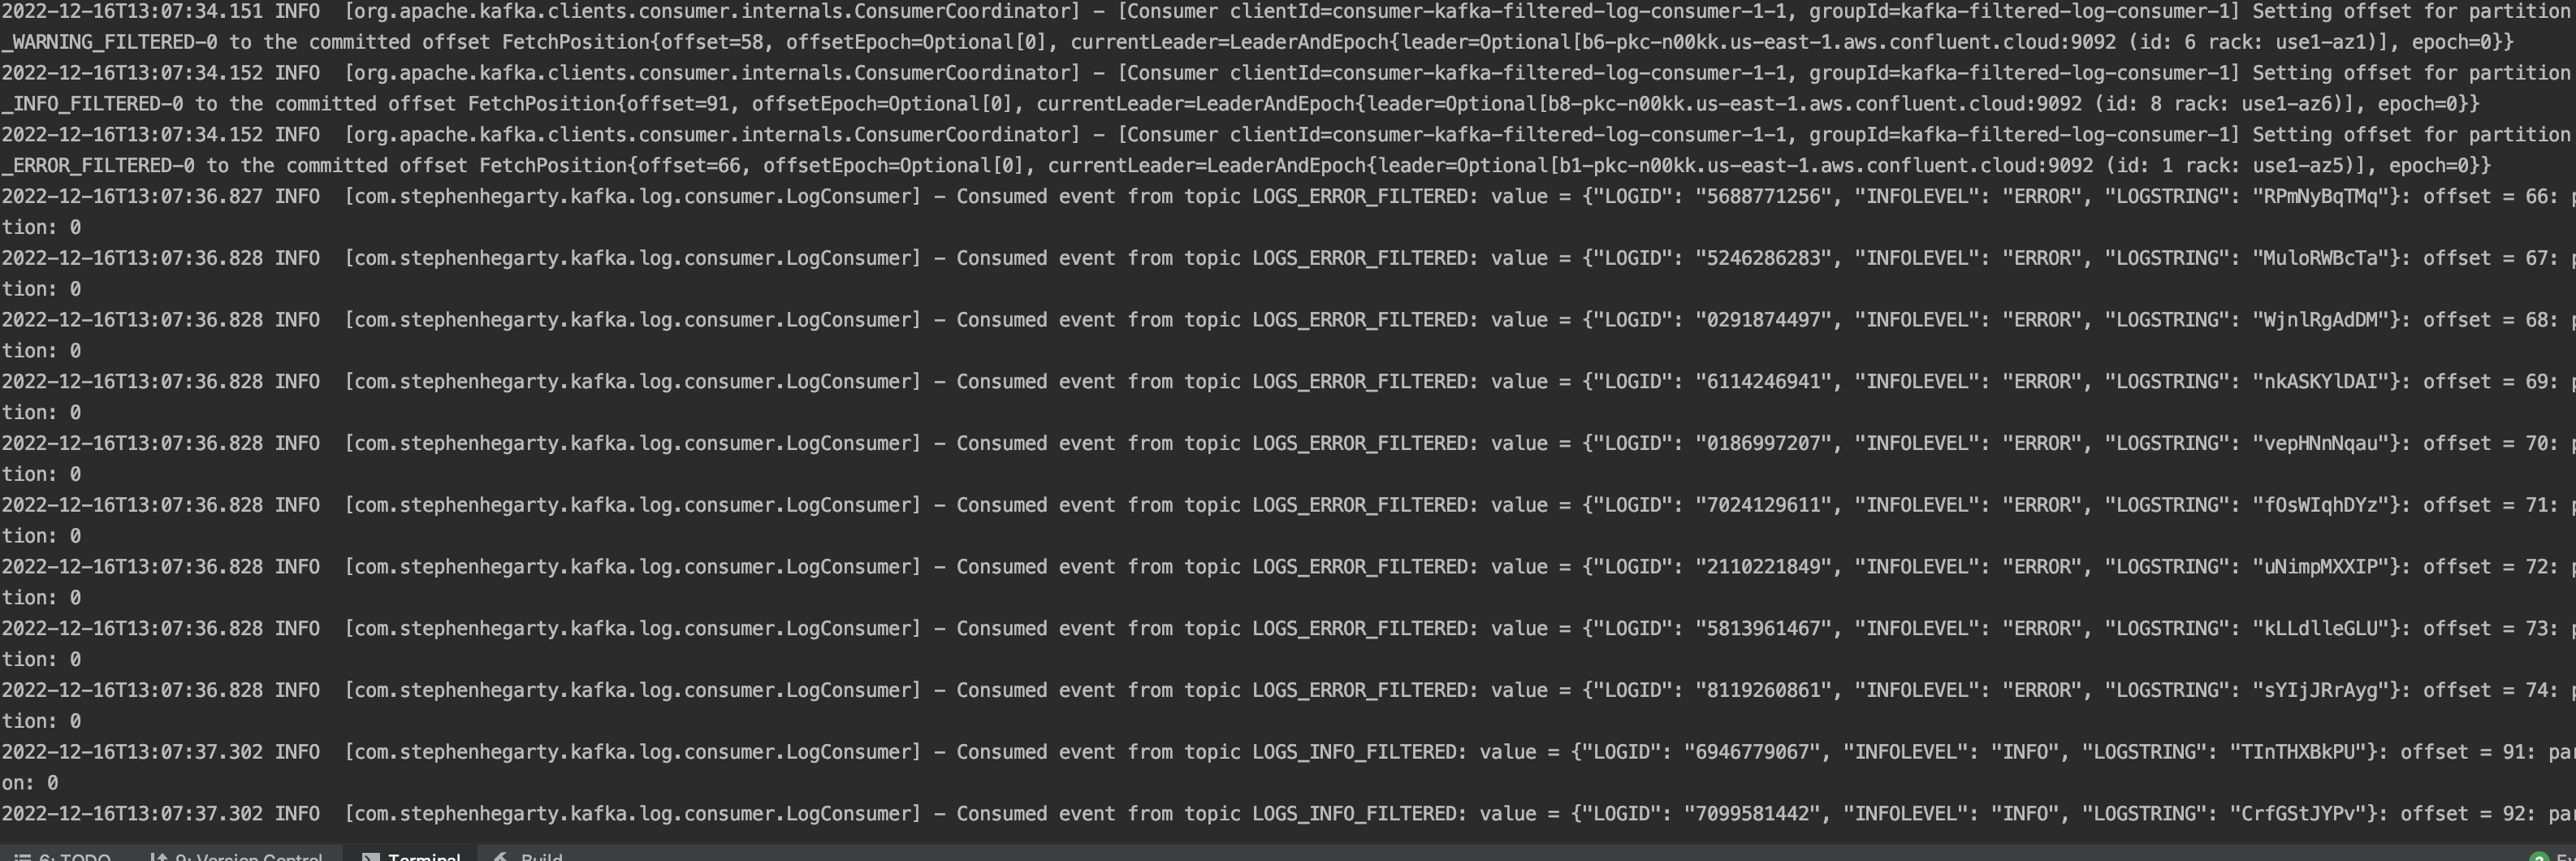 2022-12-16T13:07:34.151 INFO  [org.apache.kafka.clients.consumer.internals.ConsumerCoordinator] - [Consumer clientId=consumer-kafka-filtered-log-consumer-1-1, groupId=kafka-filtered-log-consumer-1] Setting offset for partition
_WARNING_FILTERED-0 to the committed offset FetchPosition{offset=58, offsetEpoch=Optional[0], currentLeader=LeaderAndEpoch{leader=Optional[b6-pkc-n00kk.us-east-1.aws.confluent.cloud:9092 (id: 6 rack: use1-az1)], epoch=0}}
2022-12-16T13:07:34.152 INFO  [org.apache.kafka.clients.consumer.internals.ConsumerCoordinator] - [Consumer clientId=consumer-kafka-filtered-log-consumer-1-1, groupId=kafka-filtered-log-consumer-1] Setting offset for partition
_INFO_FILTERED-0 to the committed offset FetchPosition{offset=91, offsetEpoch=Optional[0], currentLeader=LeaderAndEpoch{leader=Optional[b8-pkc-n00kk.us-east-1.aws.confluent.cloud:9092 (id: 8 rack: use1-az6)], epoch=0}}
2022-12-16T13:07:34.152 INFO  [org.apache.kafka.clients.consumer.internals.ConsumerCoordinator] - [Consumer clientId=consumer-kafka-filtered-log-consumer-1-1, groupId=kafka-filtered-log-consumer-1] Setting offset for partition
_ERROR_FILTERED-0 to the committed offset FetchPosition{offset=66, offsetEpoch=Optional[0], currentLeader=LeaderAndEpoch{leader=Optional[b1-pkc-n00kk.us-east-1.aws.confluent.cloud:9092 (id: 1 rack: use1-az5)], epoch=0}}
2022-12-16T13:07:36.827 INFO  [com.stephenhegarty.kafka.log.consumer.LogConsumer] - Consumed event from topic LOGS_ERROR_FILTERED: value = {"LOGID": "5688771256", "INFOLEVEL": "ERROR", "LOGSTRING": "RPmNyBqTMq"}: offset = 66: p
tion: 0
2022-12-16T13:07:36.828 INFO  [com.stephenhegarty.kafka.log.consumer.LogConsumer] - Consumed event from topic LOGS_ERROR_FILTERED: value = {"LOGID": "5246286283", "INFOLEVEL": "ERROR", "LOGSTRING": "MuloRWBcTa"}: offset = 67: p
tion: 0
2022-12-16T13:07:36.828 INFO  [com.stephenhegarty.kafka.log.consumer.LogConsumer] - Consumed event from topic LOGS_ERROR_FILTERED: value = {"LOGID": "0291874497", "INFOLEVEL": "ERROR", "LOGSTRING": "WjnlRgAdDM"}: offset = 68: p
tion: 0
2022-12-16T13:07:36.828 INFO  [com.stephenhegarty.kafka.log.consumer.LogConsumer] - Consumed event from topic LOGS_ERROR_FILTERED: value = {"LOGID": "6114246941", "INFOLEVEL": "ERROR", "LOGSTRING": "nkASKYlDAI"}: offset = 69: p
tion: 0
2022-12-16T13:07:36.828 INFO  [com.stephenhegarty.kafka.log.consumer.LogConsumer] - Consumed event from topic LOGS_ERROR_FILTERED: value = {"LOGID": "0186997207", "INFOLEVEL": "ERROR", "LOGSTRING": "vepHNnNqau"}: offset = 70: p
tion: 0
2022-12-16T13:07:36.828 INFO  [com.stephenhegarty.kafka.log.consumer.LogConsumer] - Consumed event from topic LOGS_ERROR_FILTERED: value = {"LOGID": "7024129611", "INFOLEVEL": "ERROR", "LOGSTRING": "fOsWIqhDYz"}: offset = 71: p
tion: 0
2022-12-16T13:07:36.828 INFO  [com.stephenhegarty.kafka.log.consumer.LogConsumer] - Consumed event from topic LOGS_ERROR_FILTERED: value = {"LOGID": "2110221849", "INFOLEVEL": "ERROR", "LOGSTRING": "uNimpMXXIP"}: offset = 72: p
tion: 0
2022-12-16T13:07:36.828 INFO  [com.stephenhegarty.kafka.log.consumer.LogConsumer] - Consumed event from topic LOGS_ERROR_FILTERED: value = {"LOGID": "5813961467", "INFOLEVEL": "ERROR", "LOGSTRING": "kLLdlleGLU"}: offset = 73: p
tion: 0
2022-12-16T13:07:36.828 INFO  [com.stephenhegarty.kafka.log.consumer.LogConsumer] - Consumed event from topic LOGS_ERROR_FILTERED: value = {"LOGID": "8119260861", "INFOLEVEL": "ERROR", "LOGSTRING": "sYIjJRrAyg"}: offset = 74: p
tion: 0
2022-12-16T13:07:37.302 INFO  [com.stephenhegarty.kafka.log.consumer.LogConsumer] - Consumed event from topic LOGS_INFO_FILTERED: value = {"LOGID": "6946779067", "INFOLEVEL": "INFO", "LOGSTRING": "TInTHXBkPU"}: offset = 91: par
on: 0
2022-12-16T13:07:37.302 INFO  [com.stephenhegarty.kafka.log.consumer.LogConsumer] - Consumed event from topic LOGS_INFO_FILTERED: value = {"LOGID": "7099581442", "INFOLEVEL": "INFO", "LOGSTRING": "CrfGStJYPv"}: offset = 92: par
6: TODO 9: Version Control Terminal Build